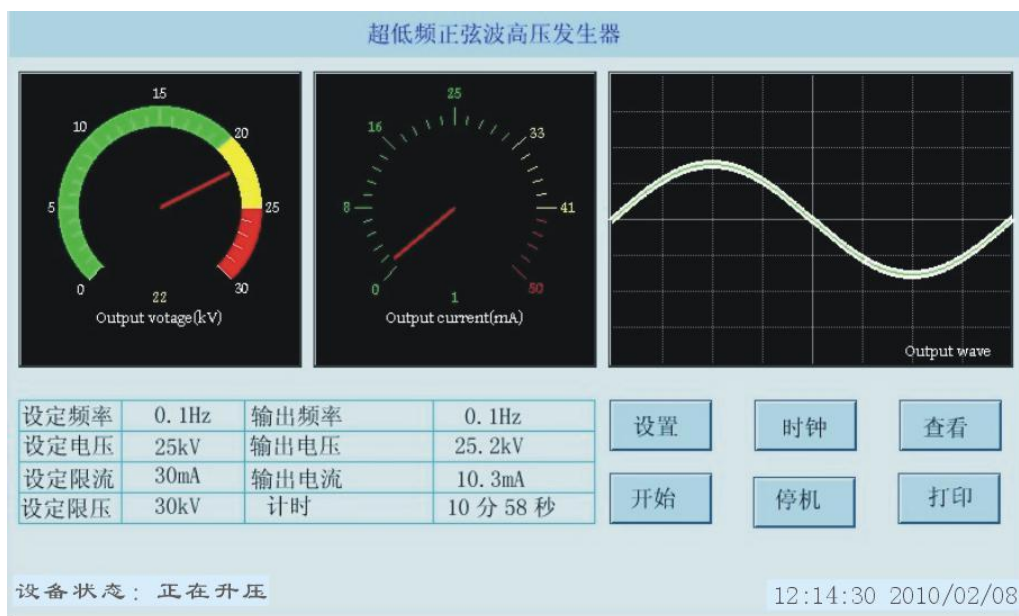 超低频正弦波高压发生器
0 5 10 15 20 25 30
22
Output votage(kV)
0 8 16 25 33 41 50
1
Output current(mA)
Output wave
设定频率 0.1Hz 输出频率 0.1Hz
设定电压 25kV 输出电压 25.2kV
设定限流 30mA 输出电流 10.3mA
设定限压 30kV 计时 10分58秒
设置 时钟 查看
开始 停机 打印
设备状态：正在升压
12:14:30 2010/02/08